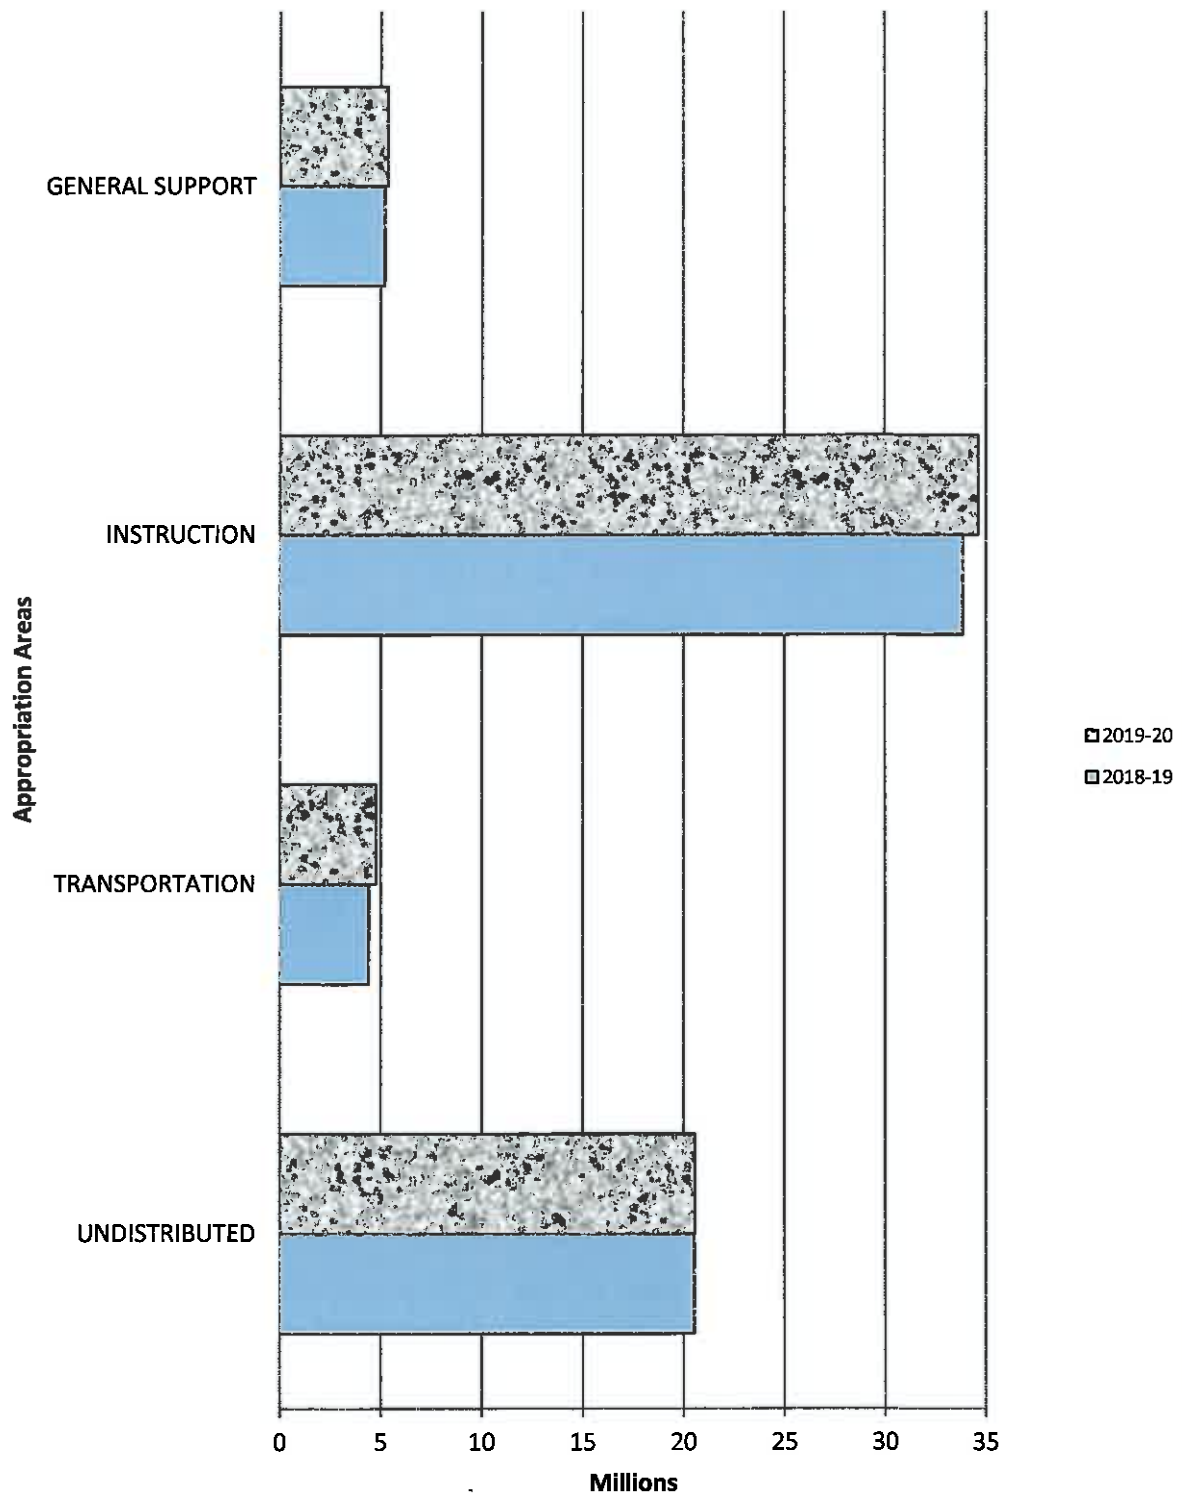 GENERAL SUPPORT
INSTRUCTION
Appropriation Areas
2019-20
2018-19
TRANSPORTATION
UNDISTRIBUTED
0 5 10 15 20 25 30 35
Millions